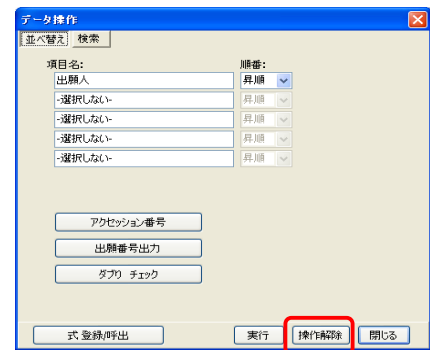 データ操作
並べ替え 検索
項目名: 順番:
出願人 昇順
-選択しない- 昇順
-選択しない- 昇順
-選択しない- 昇順
-選択しない- 昇順
アクセッション番号
出願番号出力
ダブリ チェック
式 登録/呼出 実行 操作解除 閉じる